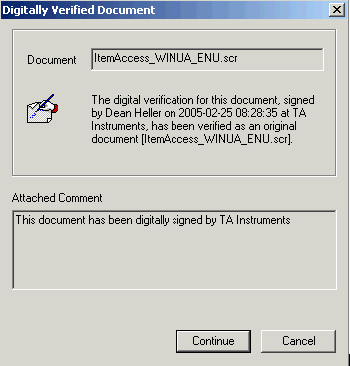 Digitally Verified Document
Document
ItemAccess_WINUA_ENU.scr
The digital verification for this document, signed
by Dean Heller on 2005-02-25 08:28:35 at TA
Instruments, has been verified as an original
document [ItemAccess_WINUA_ENU.scr].
Attached Comment
This document has been digitally signed by TA Instruments
Continue
Cancel